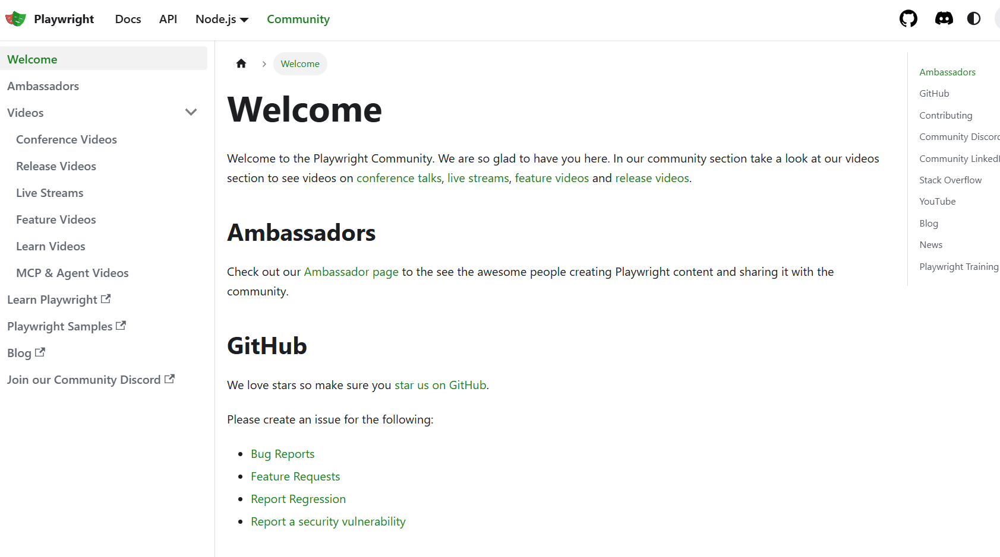 Playwright Docs API Node.js Community
Welcome
Ambassadors
Videos
Conference Videos
Release Videos
Live Streams
Feature Videos
Learn Videos
MCP & Agent Videos
Learn Playwright
Playwright Samples
Blog
Join our Community Discord
Welcome
Welcome
Welcome to the Playwright Community. We are so glad to have you here. In our community section take a look at our videos
section to see videos on conference talks, live streams, feature videos and release videos.
Ambassadors
Check out our Ambassador page to the see the awesome people creating Playwright content and sharing it with the
community.
GitHub
We love stars so make sure you star us on GitHub.
Please create an issue for the following:
Bug Reports
Feature Requests
Report Regression
Report a security vulnerability
Ambassadors
GitHub
Contributing
Community Discord
Community LinkedI
Stack Overflow
YouTube
Blog
News
Playwright Training